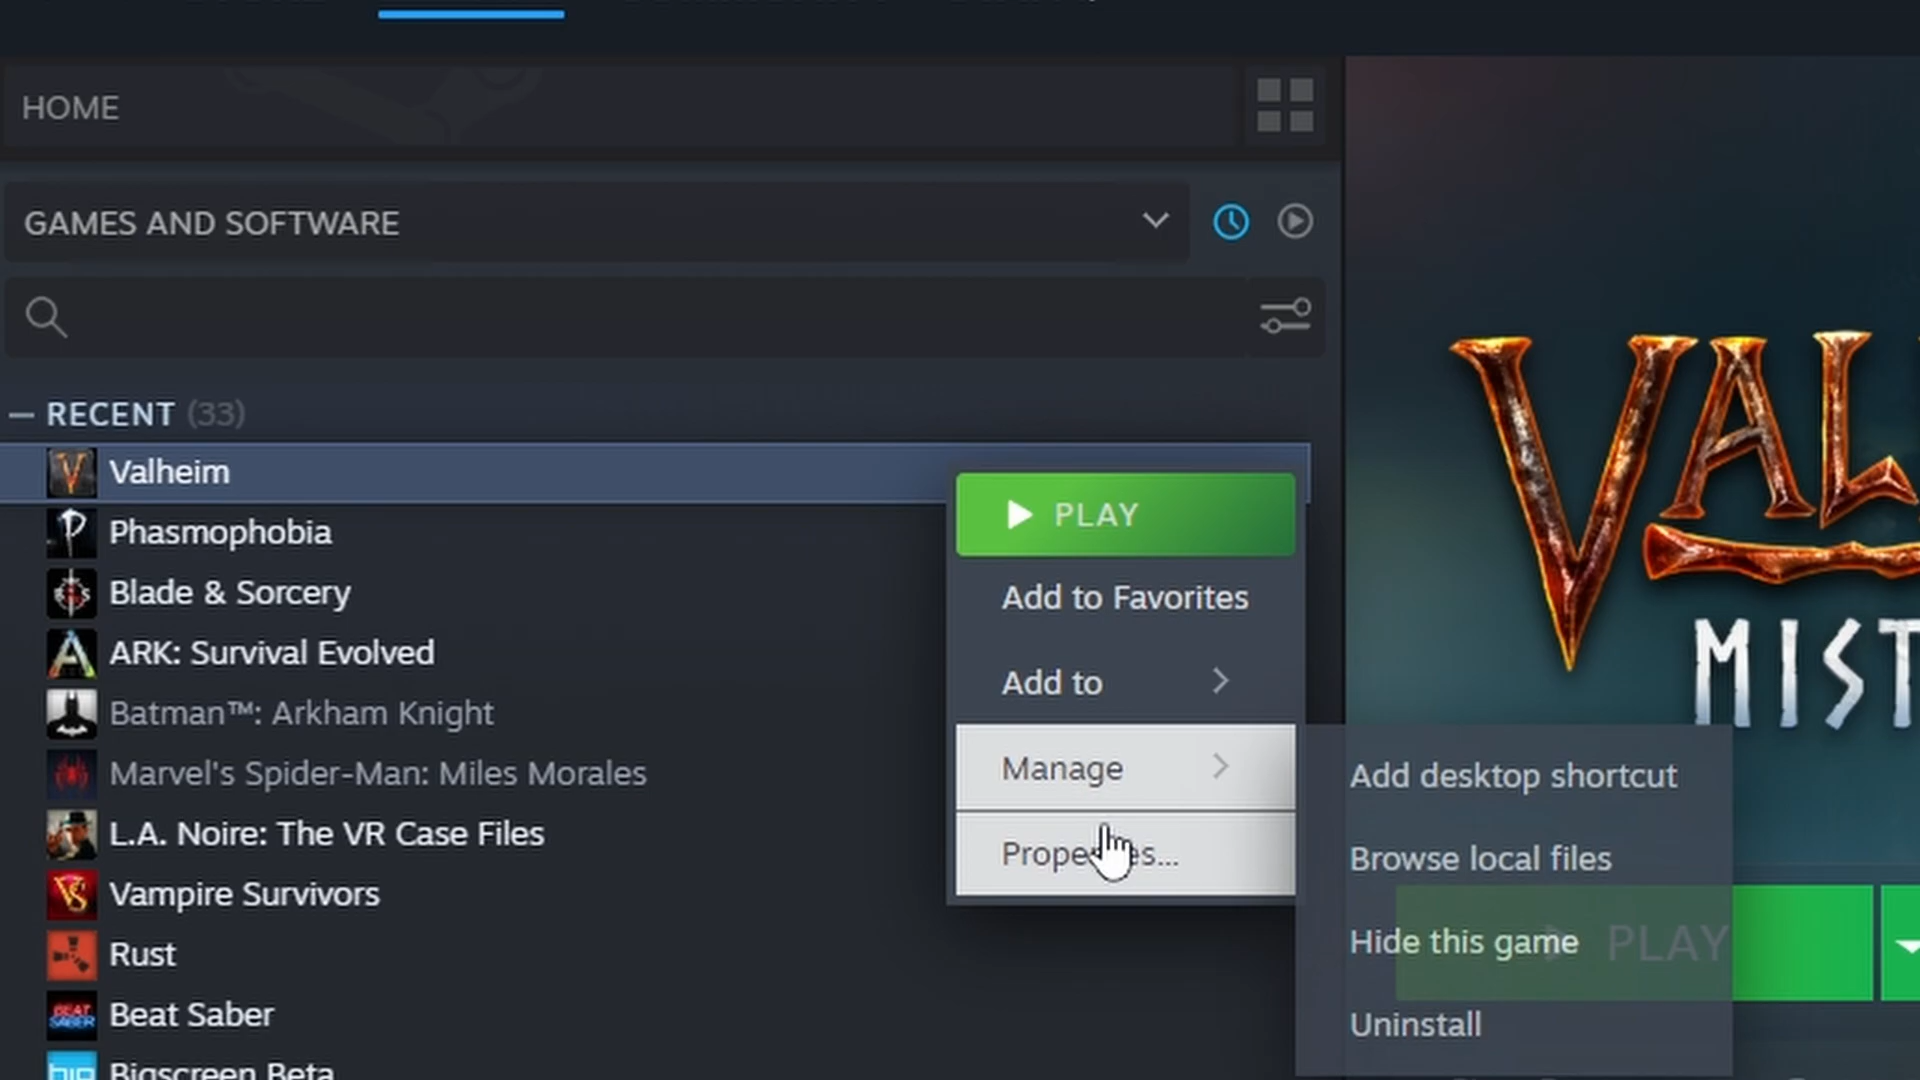 HOME
GAMES AND SOFTWARE
RECENT (33)
Valheim
Phasmophobia
Blade & Sorcery
ARK: Survival Evolved
Batman™: Arkham Knight
Marvel's Spider-Man: Miles Morales
L.A. Noire: The VR Case Files
Vampire Survivors
Rust
Beat Saber
Bigscreen Beta
PLAY
Add to Favorites
Add to
Manage
Properties...
Add desktop shortcut
Browse local files
Hide this game
Uninstall
PLAY
VAL
MIST